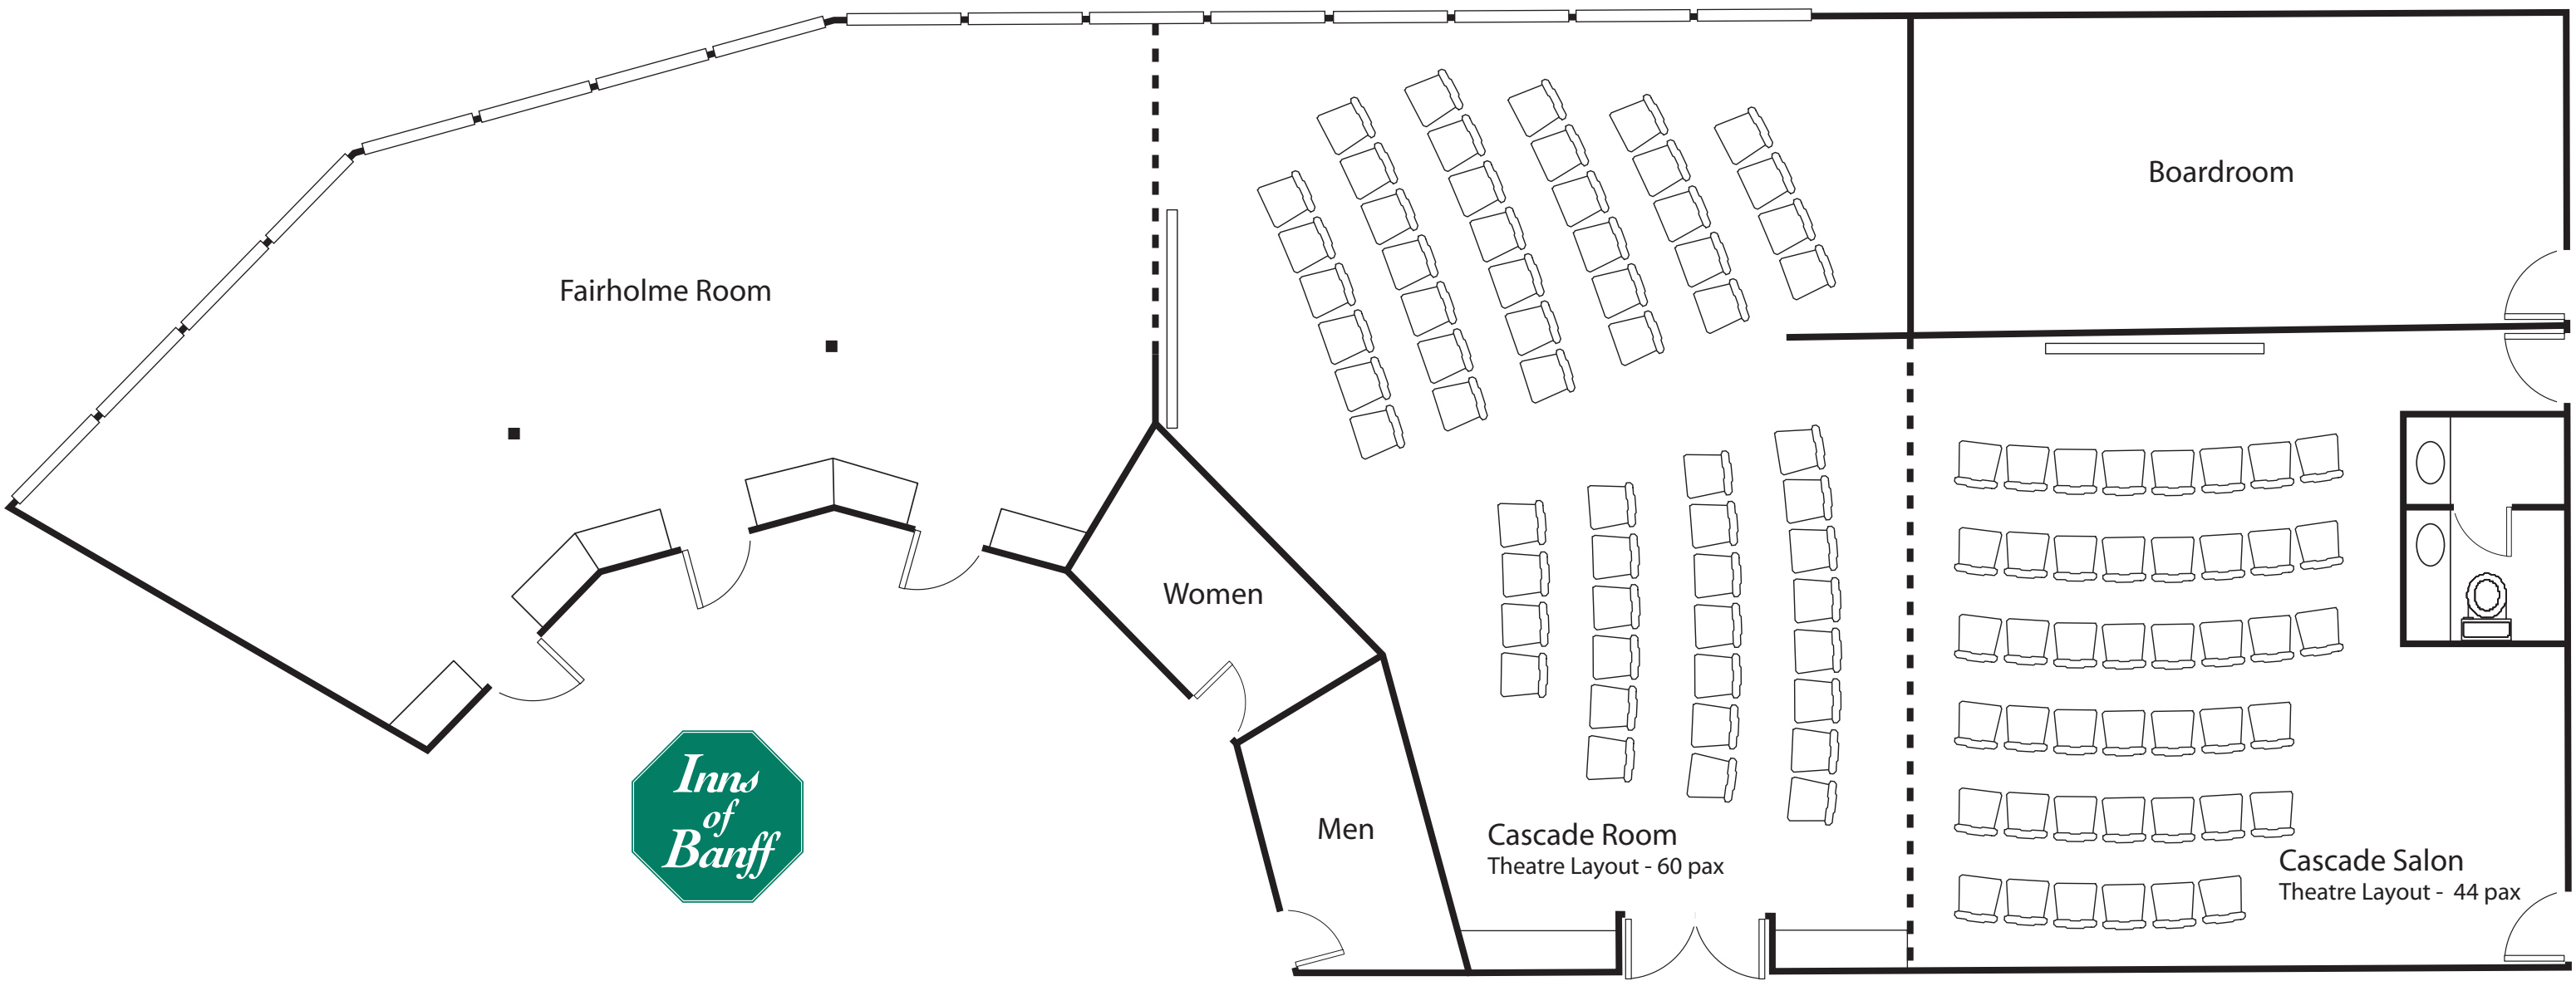 Boardroom
Fairholme Room
Women
Inns
of
Banff
Men
Cascade Room
Theatre Layout - 60 pax
Cascade Salon
Theatre Layout -  44 pax